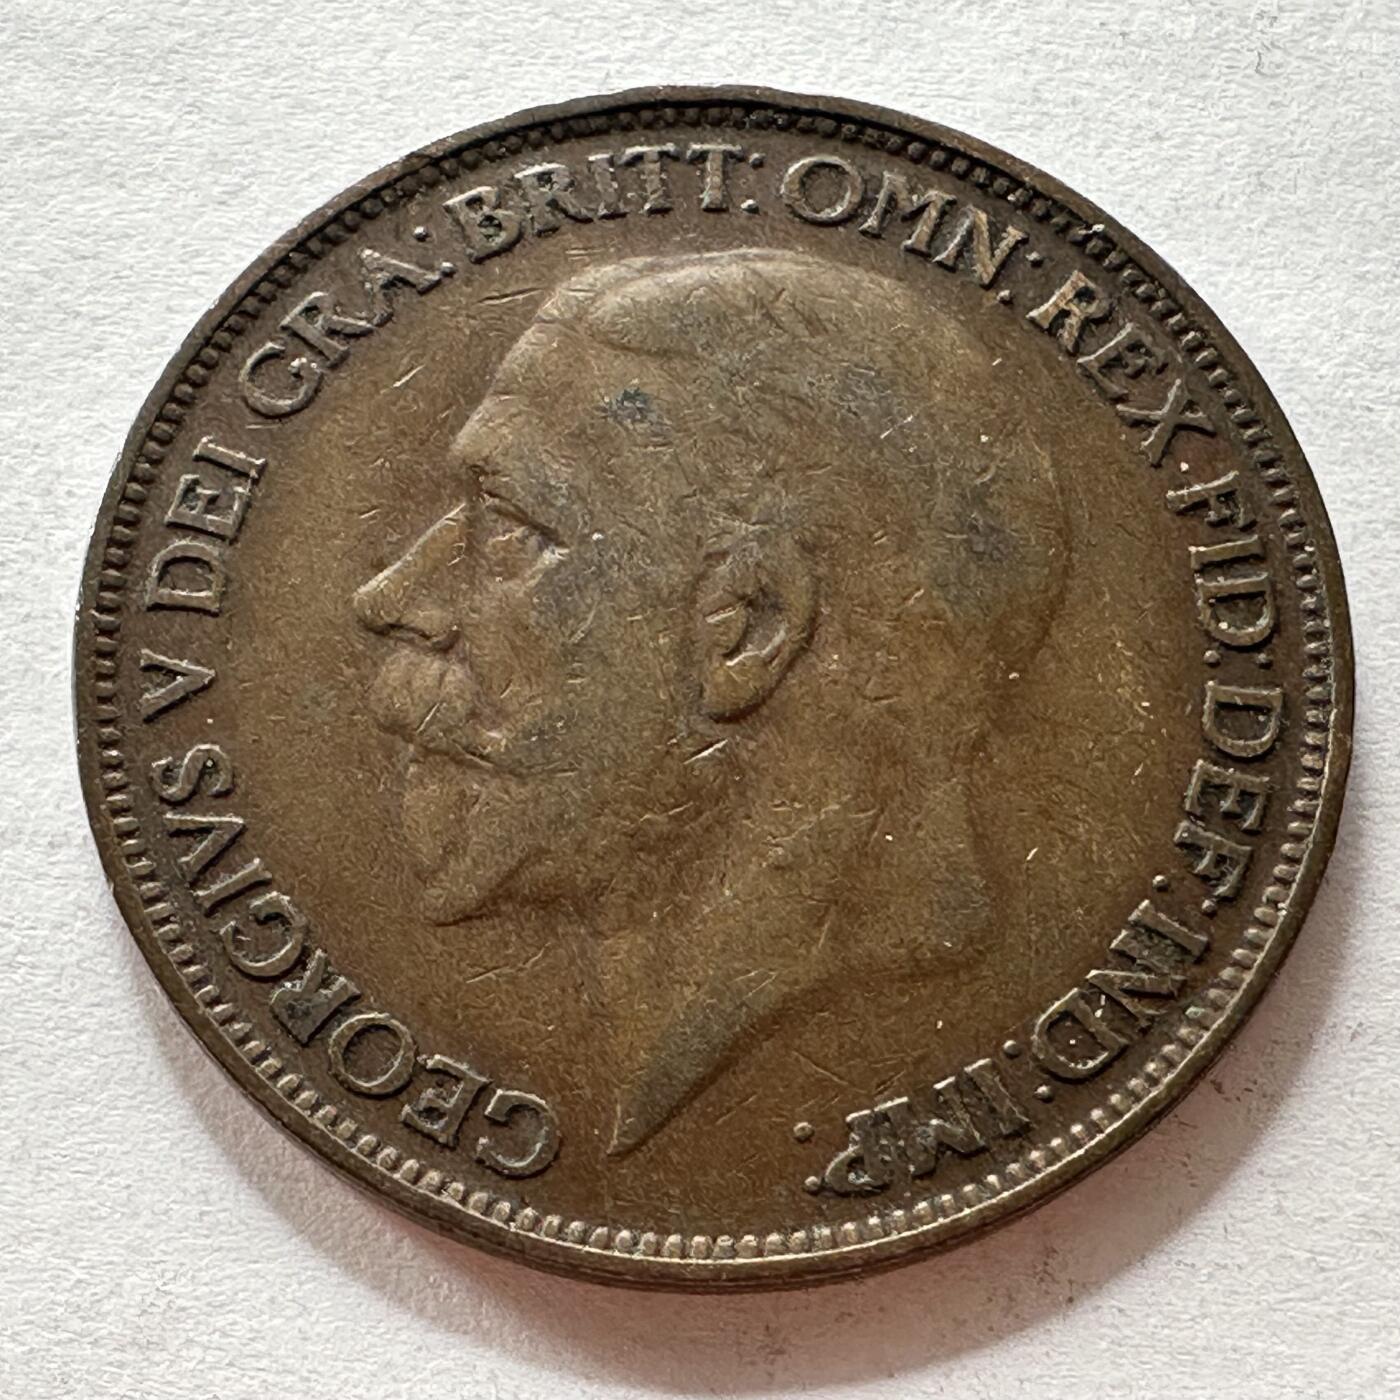 GEORGIVS V DEI GRA: BRITT: OMN: REX FID: DEF: IND: IMP: